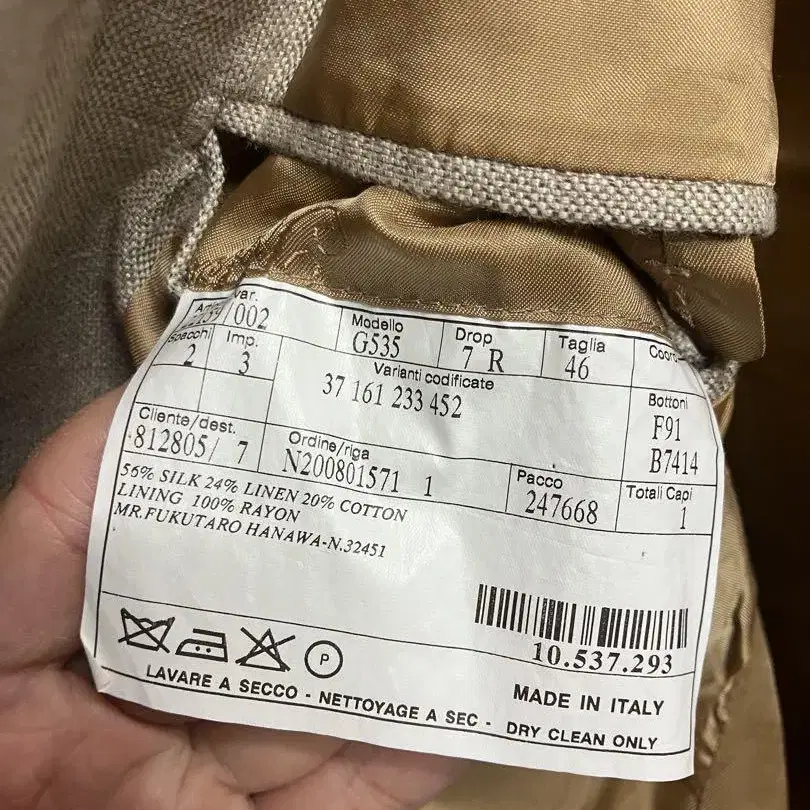 var.
/002
Modello
G535
Drop
7 R
Taglia
46
Spacchi
2
Imp.
3
Varianti codificate
37 161 233 452
Bottoni
F91
B7414
Cliente/dest.
812805/ 7
Ordine/riga
N200801571 1
Pacco
247668
Totali Capi
1
56% SILK 24% LINEN 20% COTTON
LINING 100% RAYON
MR.FUKUTARO HANAWA-N.32451
10.537.293
P
MADE IN ITALY
LAVARE A SECCO - NETTOYAGE A SEC - DRY CLEAN ONLY